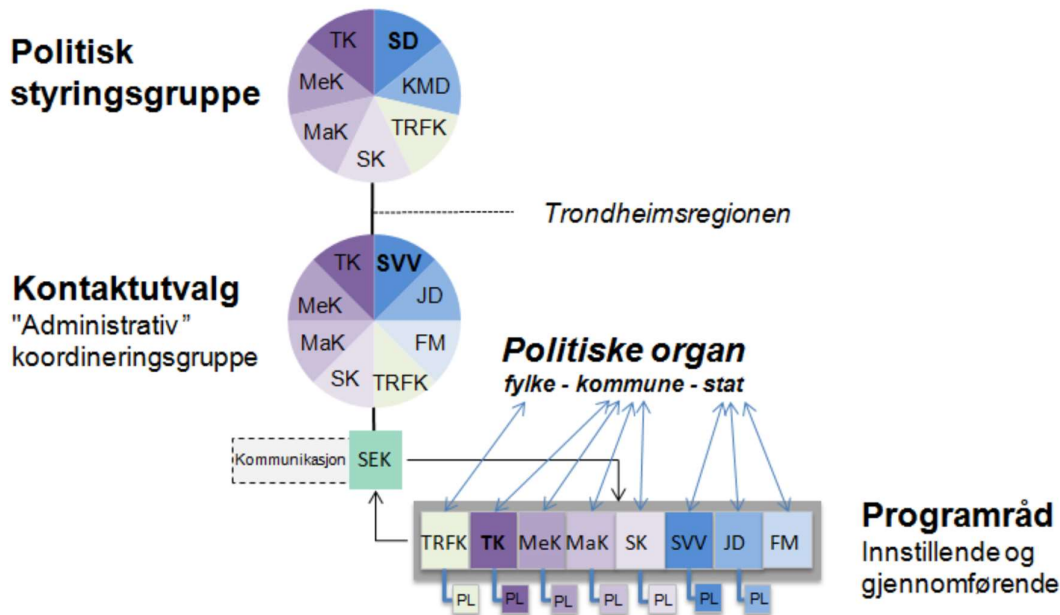 Politisk
styringsgruppe
TK
SD
MeK
KMD
MaK
TRFK
SK
Trondheimsregionen
Kontaktutvalg
"Administrativ"
koordineringsgruppe
TK
SVV
MeK
JD
MaK
FM
SK
TRFK
Politiske organ
fylke - kommune - stat
Kommunikasjon
SEK
TRFK
TK
MeK
MaK
SK
SVV
JD
FM
PL
PL
PL
PL
PL
PL
PL
Programråd
Innstillende og
gjennomførende